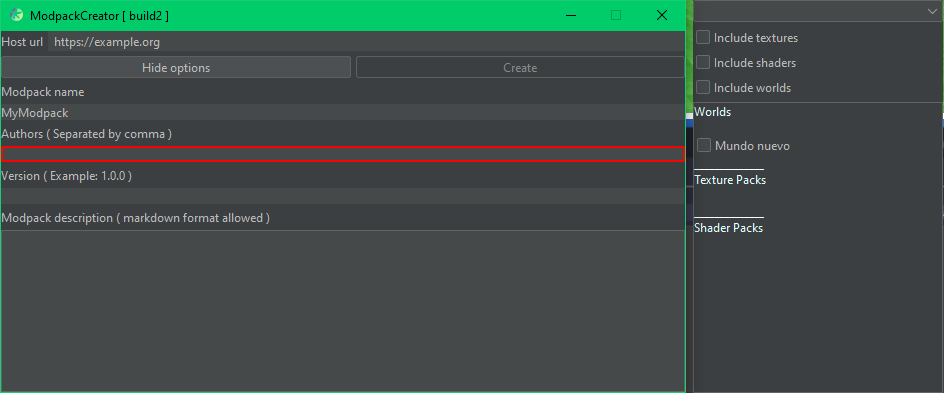 ModpackCreator [ build2 ]
Host url https://example.org
Hide options Create
Modpack name
MyModpack
Authors ( Separated by comma )
Version ( Example: 1.0.0 )
Modpack description ( markdown format allowed )
Include textures
Include shaders
Include worlds
Worlds
Mundo nuevo
Texture Packs
Shader Packs